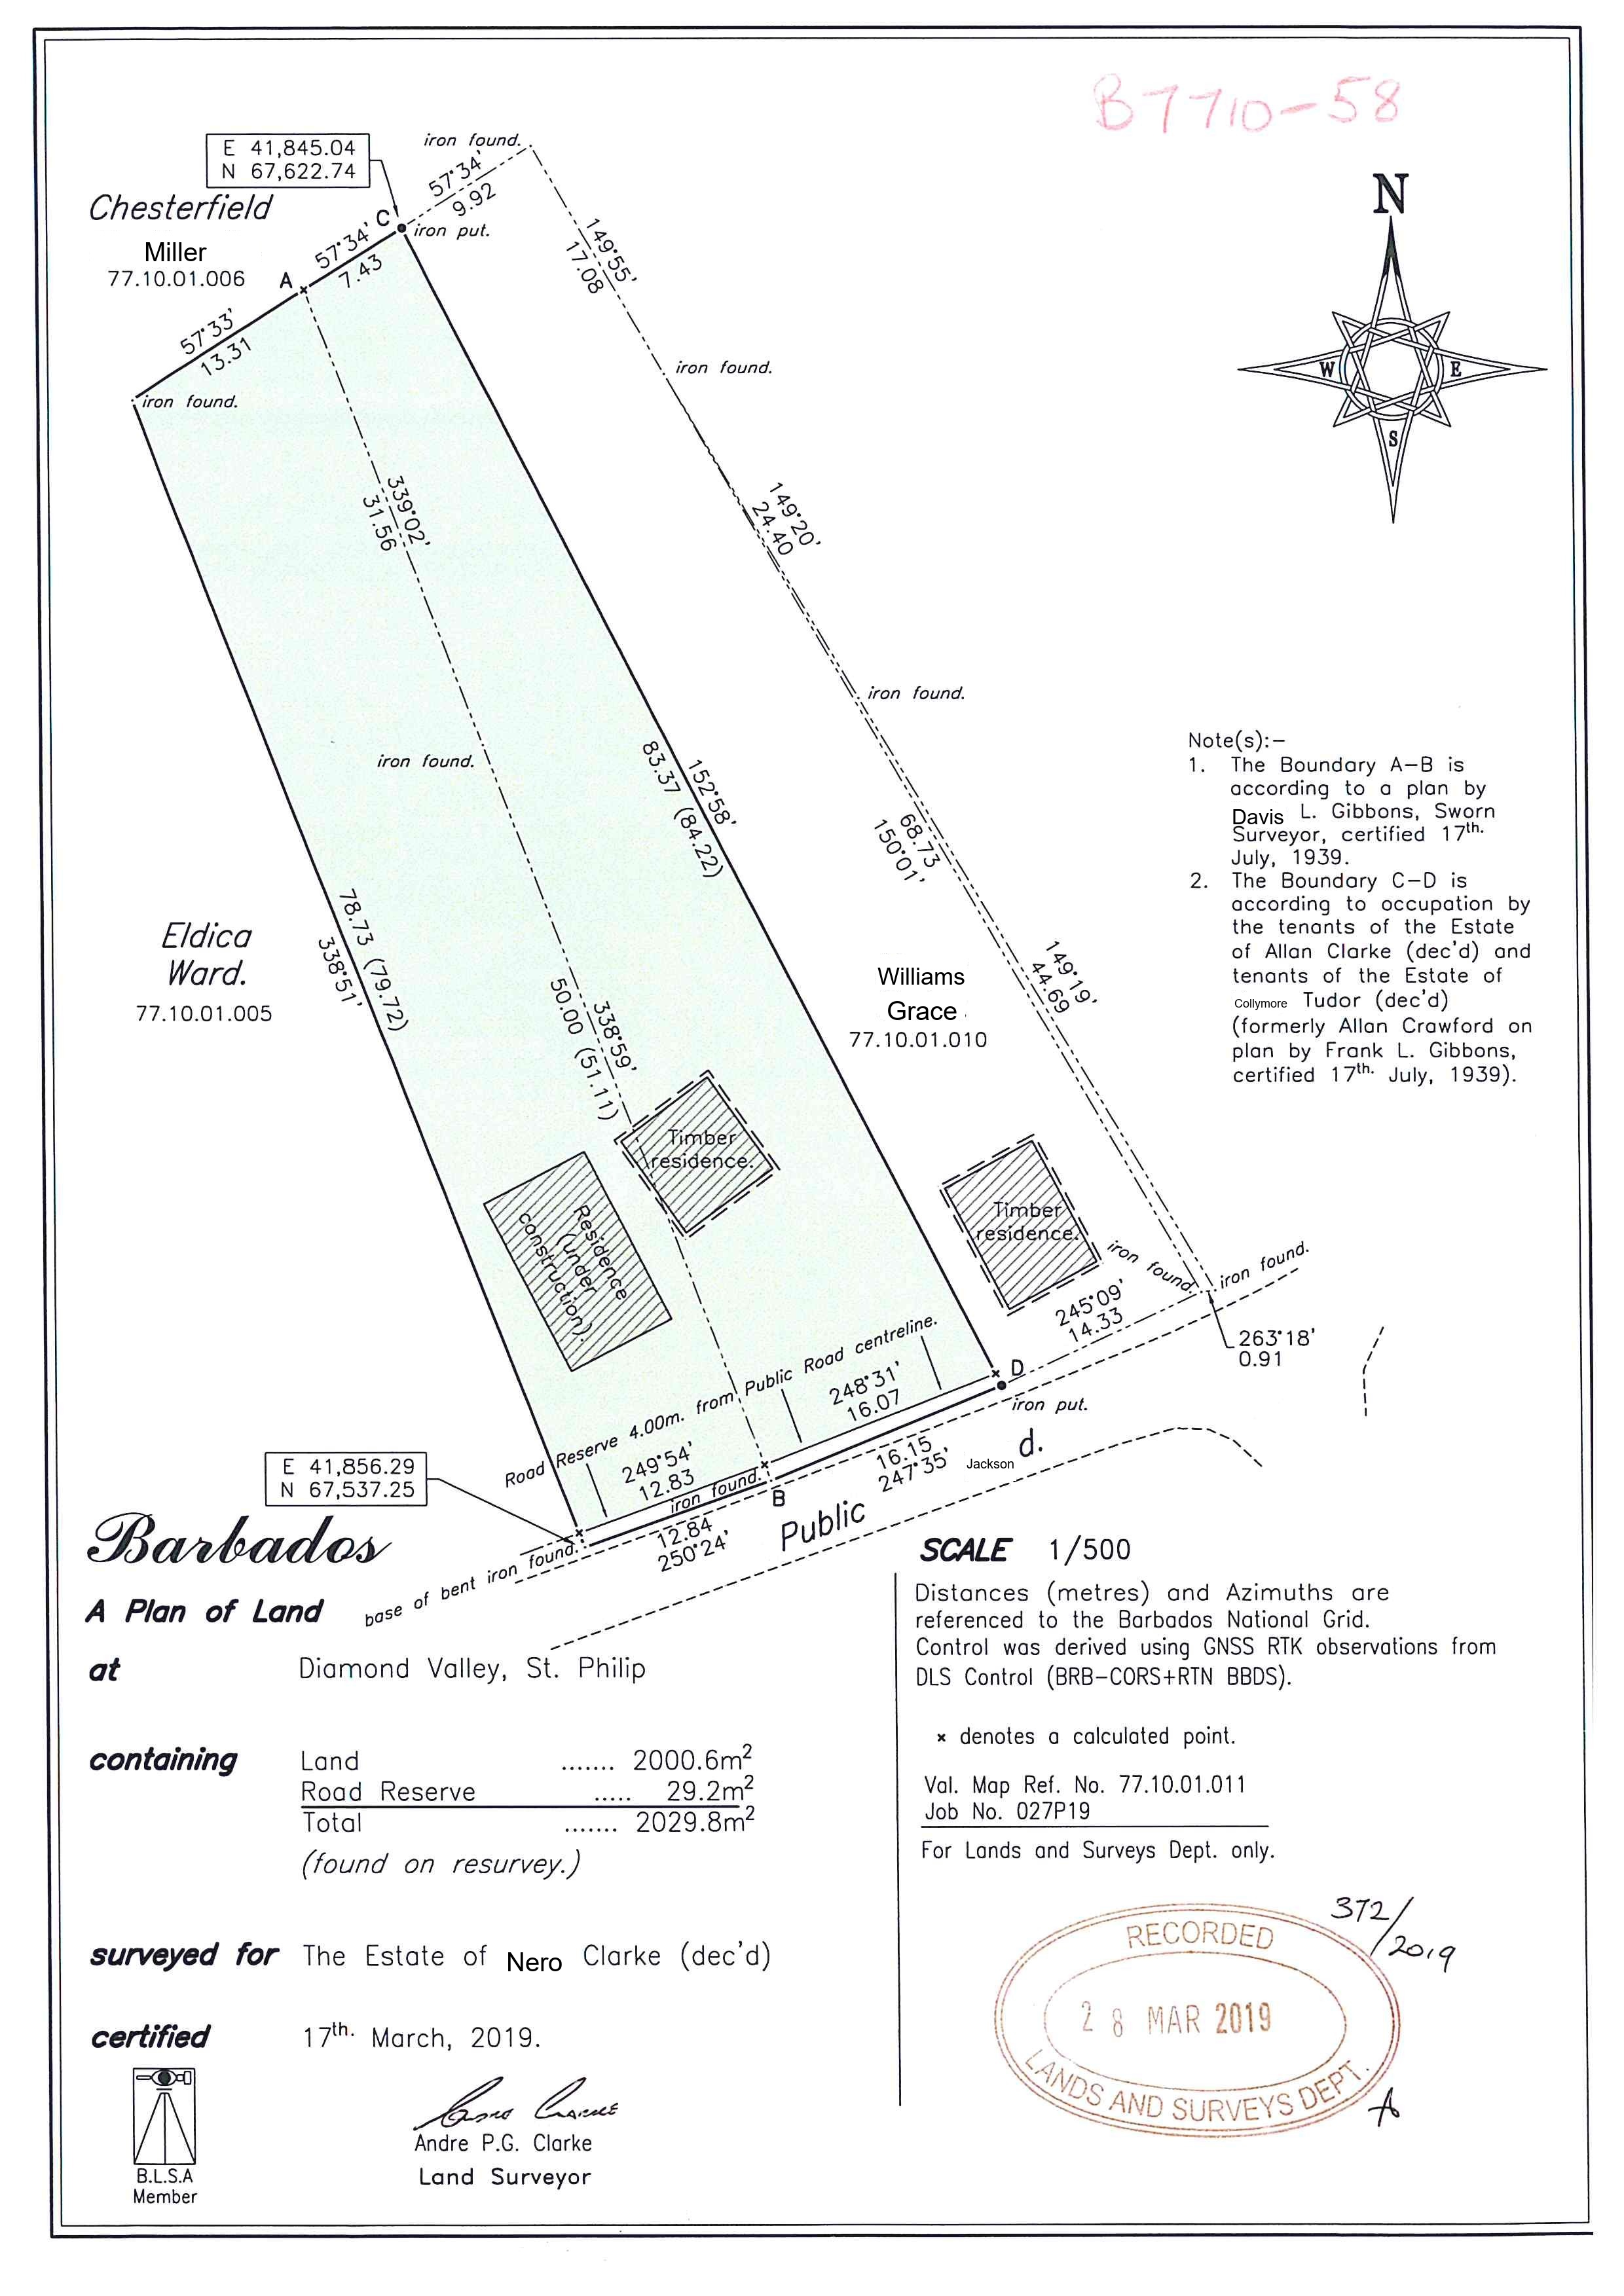 B7710-58
E 41,845.04
N 67,622.74
iron found.
57°34'
9.92
Chesterfield
Miller
77.10.01.006
C
iron put.
57°34'
7.43
A
149°55'
17.08
57°33'
13.31
iron found.
iron found.
N
W
E
S
339°02'
31.56
149°20'
24.40
iron found.
iron found.
83.37 (84.22)
152°58'
68.73
150°01'
Note(s):-
1. The Boundary A-B is
according to a plan by
Davis L. Gibbons, Sworn
Surveyor, certified 17th.
July, 1939.
2. The Boundary C-D is
according to occupation by
the tenants of the Estate
of Allan Clarke (dec'd) and
tenants of the Estate of
Collymore Tudor (dec'd)
(formerly Allan Crawford on
plan by Frank L. Gibbons,
certified 17th. July, 1939).
Eldica
Ward.
77.10.01.005
78.73 (79.72)
338°51'
Williams
Grace
77.10.01.010
149°19'
44.69
338°59'
50.00 (51.11)
Timber
residence.
Residence
(under
construction).
Timber
residence.
iron found.
iron found.
245°09'
14.33
263°18'
0.91
Road Reserve 4.00m. from Public Road centreline.
248°31'
16.07
D
iron put.
249°54'
12.83
iron found.
B
16.15
247°35'
Jackson
d.
Public
12.84
250°24'
E 41,856.29
N 67,537.25
base of bent iron found.
Barbados
A Plan of Land
at Diamond Valley, St. Philip
containing Land ....... 2000.6m2
Road Reserve ..... 29.2m2
Total ....... 2029.8m2
(found on resurvey.)
surveyed for The Estate of Nero Clarke (dec'd)
certified 17th. March, 2019.
Andre P.G. Clarke
Land Surveyor
B.L.S.A
Member
SCALE 1/500
Distances (metres) and Azimuths are
referenced to the Barbados National Grid.
Control was derived using GNSS RTK observations from
DLS Control (BRB-CORS+RTN BBDS).
× denotes a calculated point.
Val. Map Ref. No. 77.10.01.011
Job No. 027P19
For Lands and Surveys Dept. only.
372/
2019
RECORDED
28 MAR 2019
LANDS AND SURVEYS DEPT.